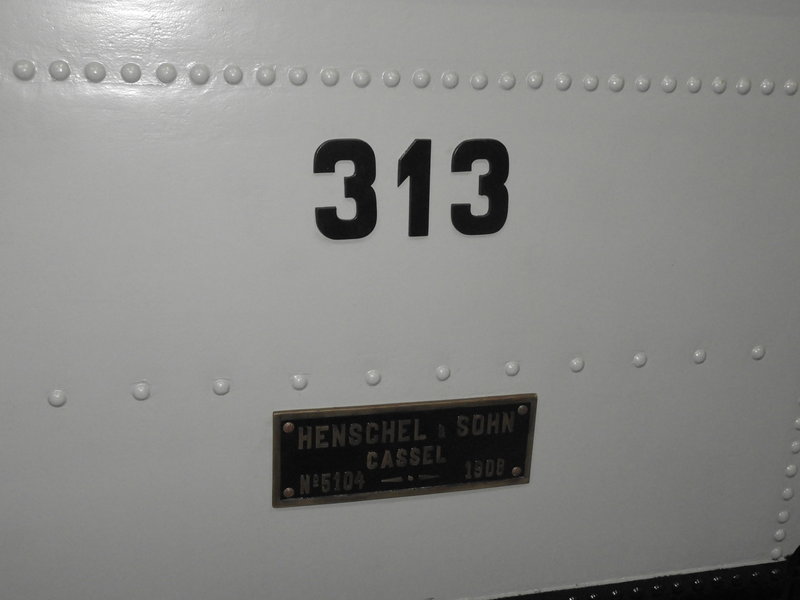 313
HENSCHEL & SOHN
CASSEL
Nº5104 1908